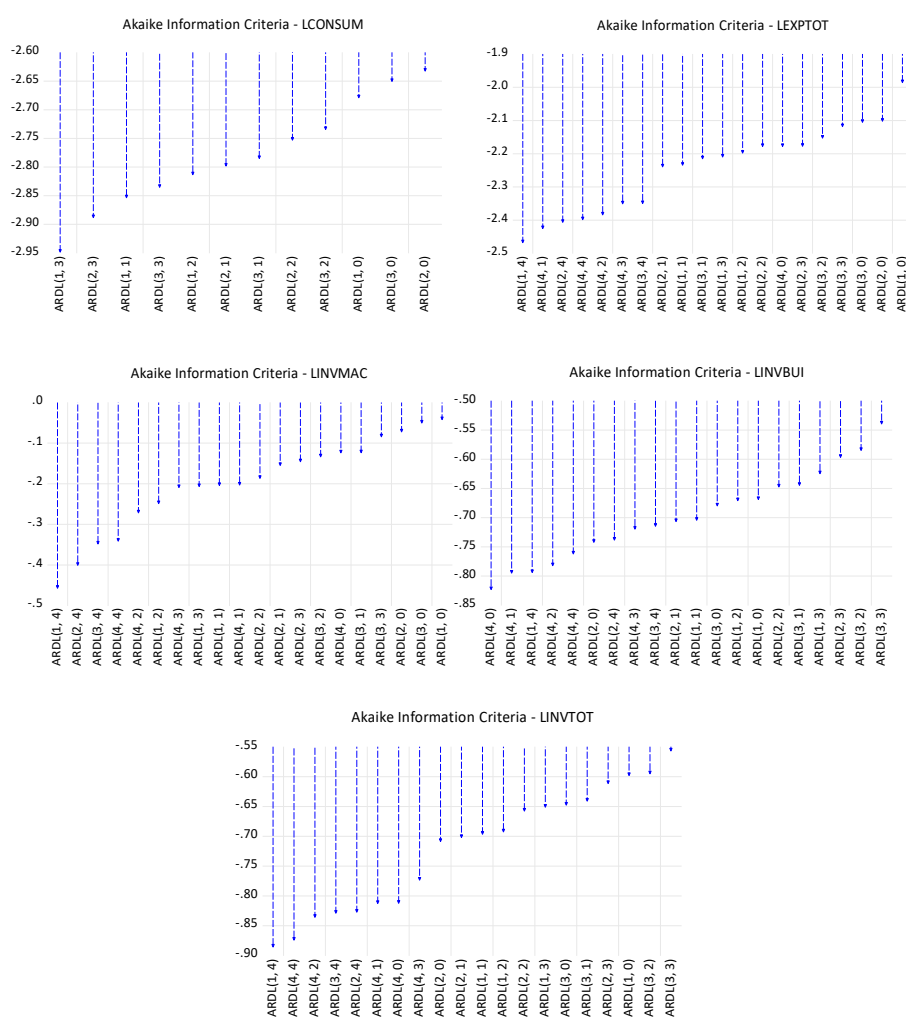 Akaike Information Criteria - LCONSUM
-2.60
-2.65
-2.70
-2.75
-2.80
-2.85
-2.90
-2.95
ARDL(1, 3)
ARDL(2, 3)
ARDL(1, 1)
ARDL(3, 3)
ARDL(1, 2)
ARDL(2, 1)
ARDL(3, 1)
ARDL(2, 2)
ARDL(3, 2)
ARDL(1, 0)
ARDL(3, 0)
ARDL(2, 0)
Akaike Information Criteria - LEXPTOT
-1.9
-2.0
-2.1
-2.2
-2.3
-2.4
-2.5
ARDL(1, 4)
ARDL(4, 1)
ARDL(2, 4)
ARDL(4, 4)
ARDL(4, 2)
ARDL(4, 3)
ARDL(3, 4)
ARDL(2, 1)
ARDL(1, 1)
ARDL(3, 1)
ARDL(1, 3)
ARDL(1, 2)
ARDL(2, 2)
ARDL(4, 0)
ARDL(2, 3)
ARDL(3, 2)
ARDL(3, 3)
ARDL(3, 0)
ARDL(2, 0)
ARDL(1, 0)
Akaike Information Criteria - LINVMAC
.0
-.1
-.2
-.3
-.4
-.5
ARDL(1, 4)
ARDL(2, 4)
ARDL(3, 4)
ARDL(4, 4)
ARDL(4, 2)
ARDL(1, 2)
ARDL(4, 3)
ARDL(1, 3)
ARDL(1, 1)
ARDL(4, 1)
ARDL(2, 2)
ARDL(2, 1)
ARDL(2, 3)
ARDL(3, 2)
ARDL(4, 0)
ARDL(3, 1)
ARDL(3, 3)
ARDL(2, 0)
ARDL(3, 0)
ARDL(1, 0)
Akaike Information Criteria - LINVBUI
-.50
-.55
-.60
-.65
-.70
-.75
-.80
-.85
ARDL(4, 0)
ARDL(4, 1)
ARDL(1, 4)
ARDL(4, 2)
ARDL(4, 4)
ARDL(2, 0)
ARDL(2, 4)
ARDL(4, 3)
ARDL(3, 4)
ARDL(2, 1)
ARDL(1, 1)
ARDL(3, 0)
ARDL(1, 2)
ARDL(1, 0)
ARDL(2, 2)
ARDL(3, 1)
ARDL(1, 3)
ARDL(2, 3)
ARDL(3, 2)
ARDL(3, 3)
Akaike Information Criteria - LINVTOT
-.55
-.60
-.65
-.70
-.75
-.80
-.85
-.90
ARDL(1, 4)
ARDL(4, 4)
ARDL(4, 2)
ARDL(3, 4)
ARDL(2, 4)
ARDL(4, 1)
ARDL(4, 0)
ARDL(4, 3)
ARDL(2, 0)
ARDL(2, 1)
ARDL(1, 1)
ARDL(1, 2)
ARDL(2, 2)
ARDL(1, 3)
ARDL(3, 0)
ARDL(3, 1)
ARDL(2, 3)
ARDL(1, 0)
ARDL(3, 2)
ARDL(3, 3)